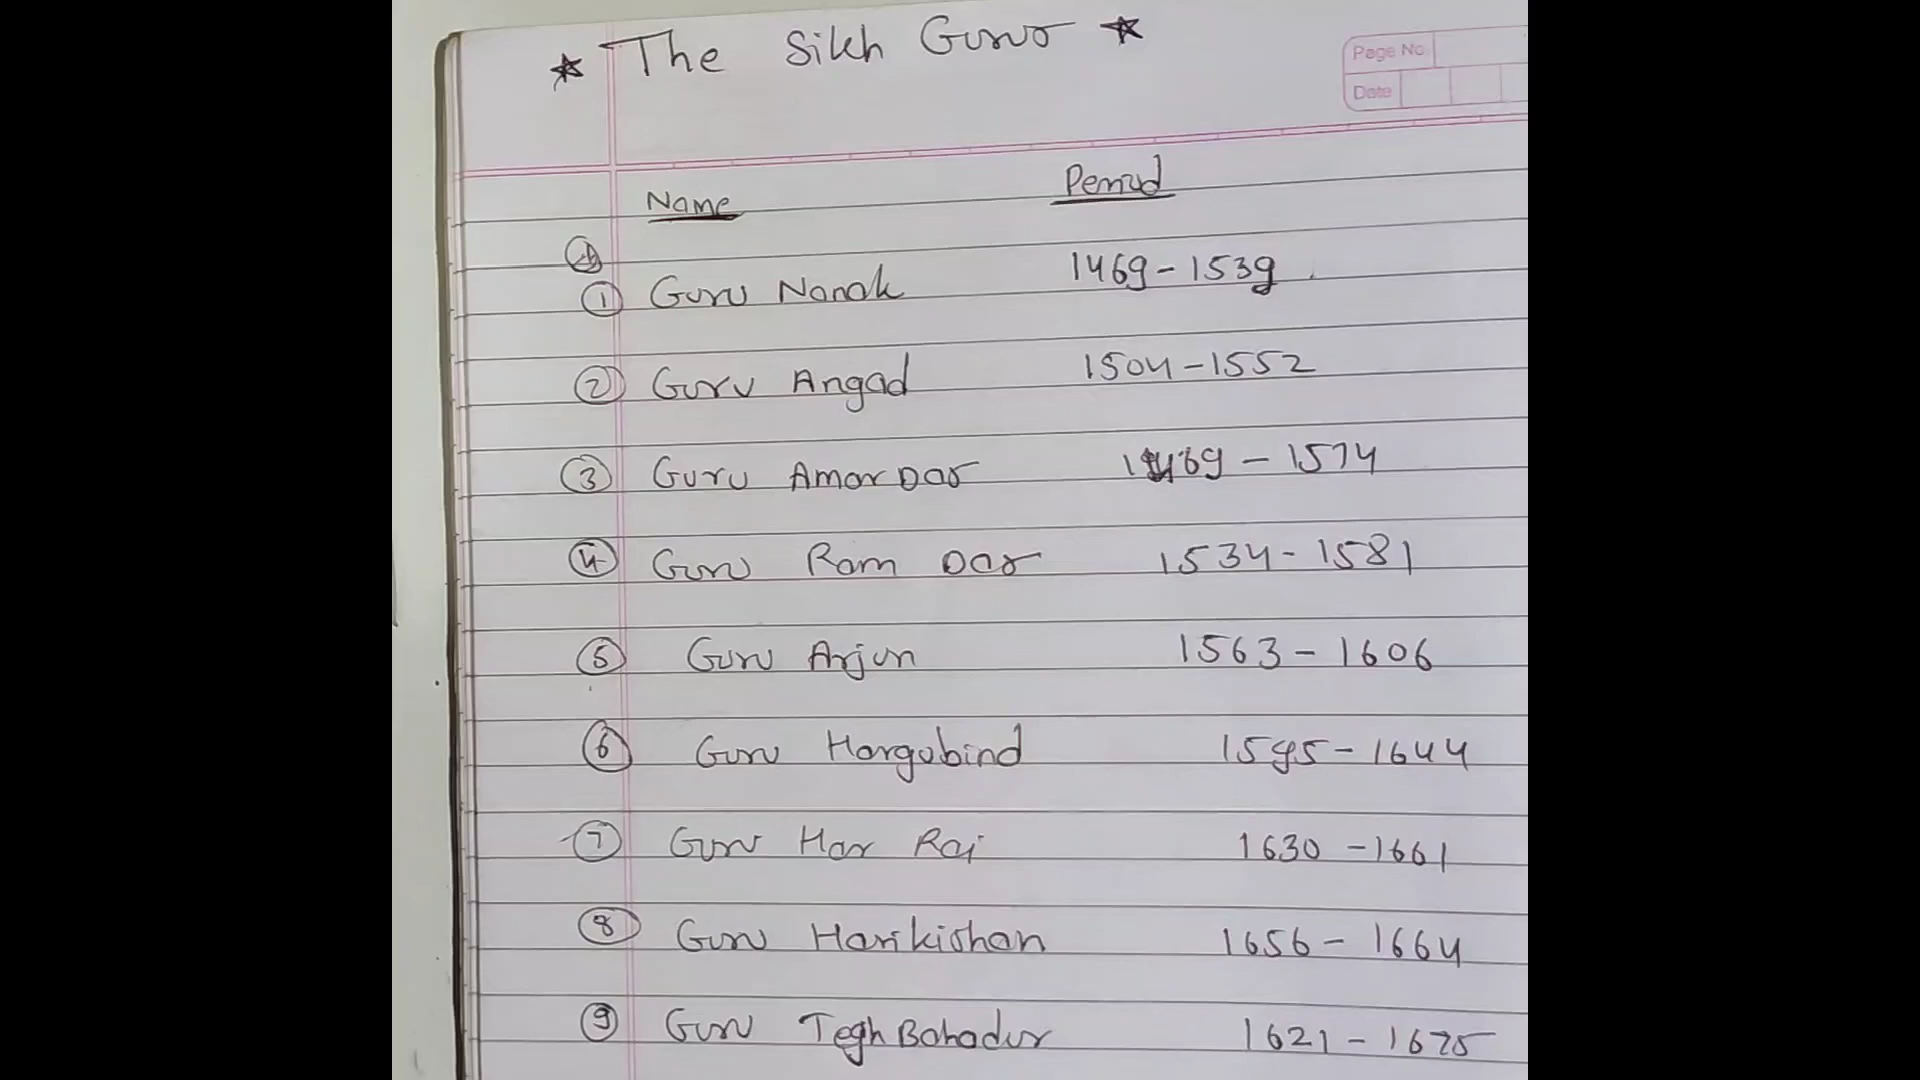 ★ The Sikh Guru ★
Page No
Date
Name Period
① Guru Nanak 1469-1539
② Guru Angad 1504-1552
③ Guru Amar Das 1469-1574
④ Guru Ram Das 1534-1581
⑤ Guru Arjun 1563-1606
⑥ Guru Hargobind 1595-1644
⑦ Guru Har Rai 1630-1661
⑧ Guru Harikishan 1656-1664
⑨ Guru Tegh Bahadur 1621-1675